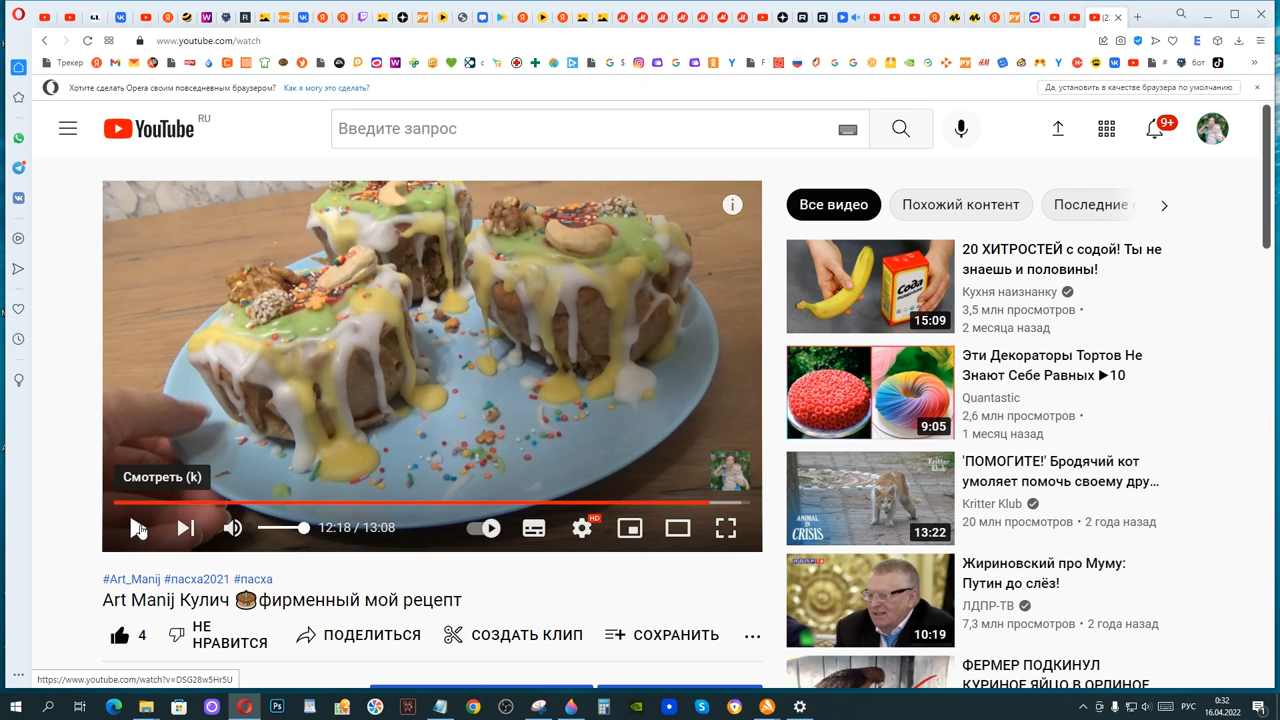 www.youtube.com/watch
Трекер
Хотите сделать Opera своим повседневным браузером? Как я могу это сделать?
Да, установить в качестве браузера по умолчанию
YouTube RU
Введите запрос
9+
Все видео
Похожий контент
Последние
20 ХИТРОСТЕЙ с содой! Ты не
знаешь и половины!
Кухня наизнанку
3,5 млн просмотров •
2 месяца назад
Сода
15:09
Эти Декораторы Тортов Не
Знают Себе Равных ▶10
Quantastic
2,6 млн просмотров •
1 месяц назад
9:05
'ПОМОГИТЕ!' Бродячий кот
умоляет помочь своему дру...
Kritter Klub
20 млн просмотров • 2 года назад
Kritter Klub
ANIMAL IN
CRISIS
13:22
Жириновский про Муму:
Путин до слёз!
ЛДПР-ТВ
7,3 млн просмотров • 2 года назад
10:19
ФЕРМЕР ПОДКИНУЛ
КУРИНОЕ ЯЙЦО В ОРЛИНОЕ
Смотреть (k)
12:18 / 13:08
HD
#Art_Manij #пасха2021 #пасха
Art Manij Кулич фирменный мой рецепт
4
НЕ НРАВИТСЯ
ПОДЕЛИТЬСЯ
СОЗДАТЬ КЛИП
СОХРАНИТЬ
https://www.youtube.com/watch?v=DSG28w5Hr5U
РУС
0:32
16.04.2022